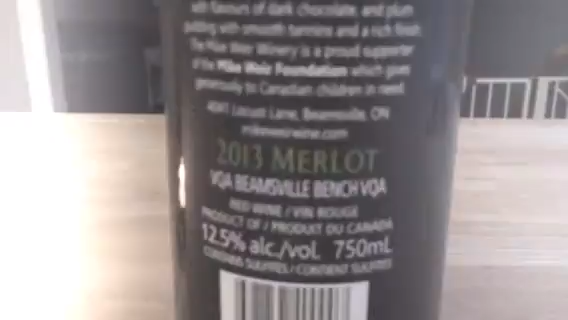 with flavours of dark chocolate, and plum
pudding with smooth tannins and a rich finish
The Mike Weir Winery is a proud supporter
of the Mike Weir Foundation which gives
generously to Canadian children in need.
4041 Locust Lane, Beamsville, ON
mikeweirwine.com
2013 MERLOT
VQA BEAMSVILLE BENCH VQA
RED WINE / VIN ROUGE
PRODUCT OF / PRODUIT DU CANADA
12.5% alc./vol. 750mL
CONTAINS SULFITES / CONTIENT SULFITES